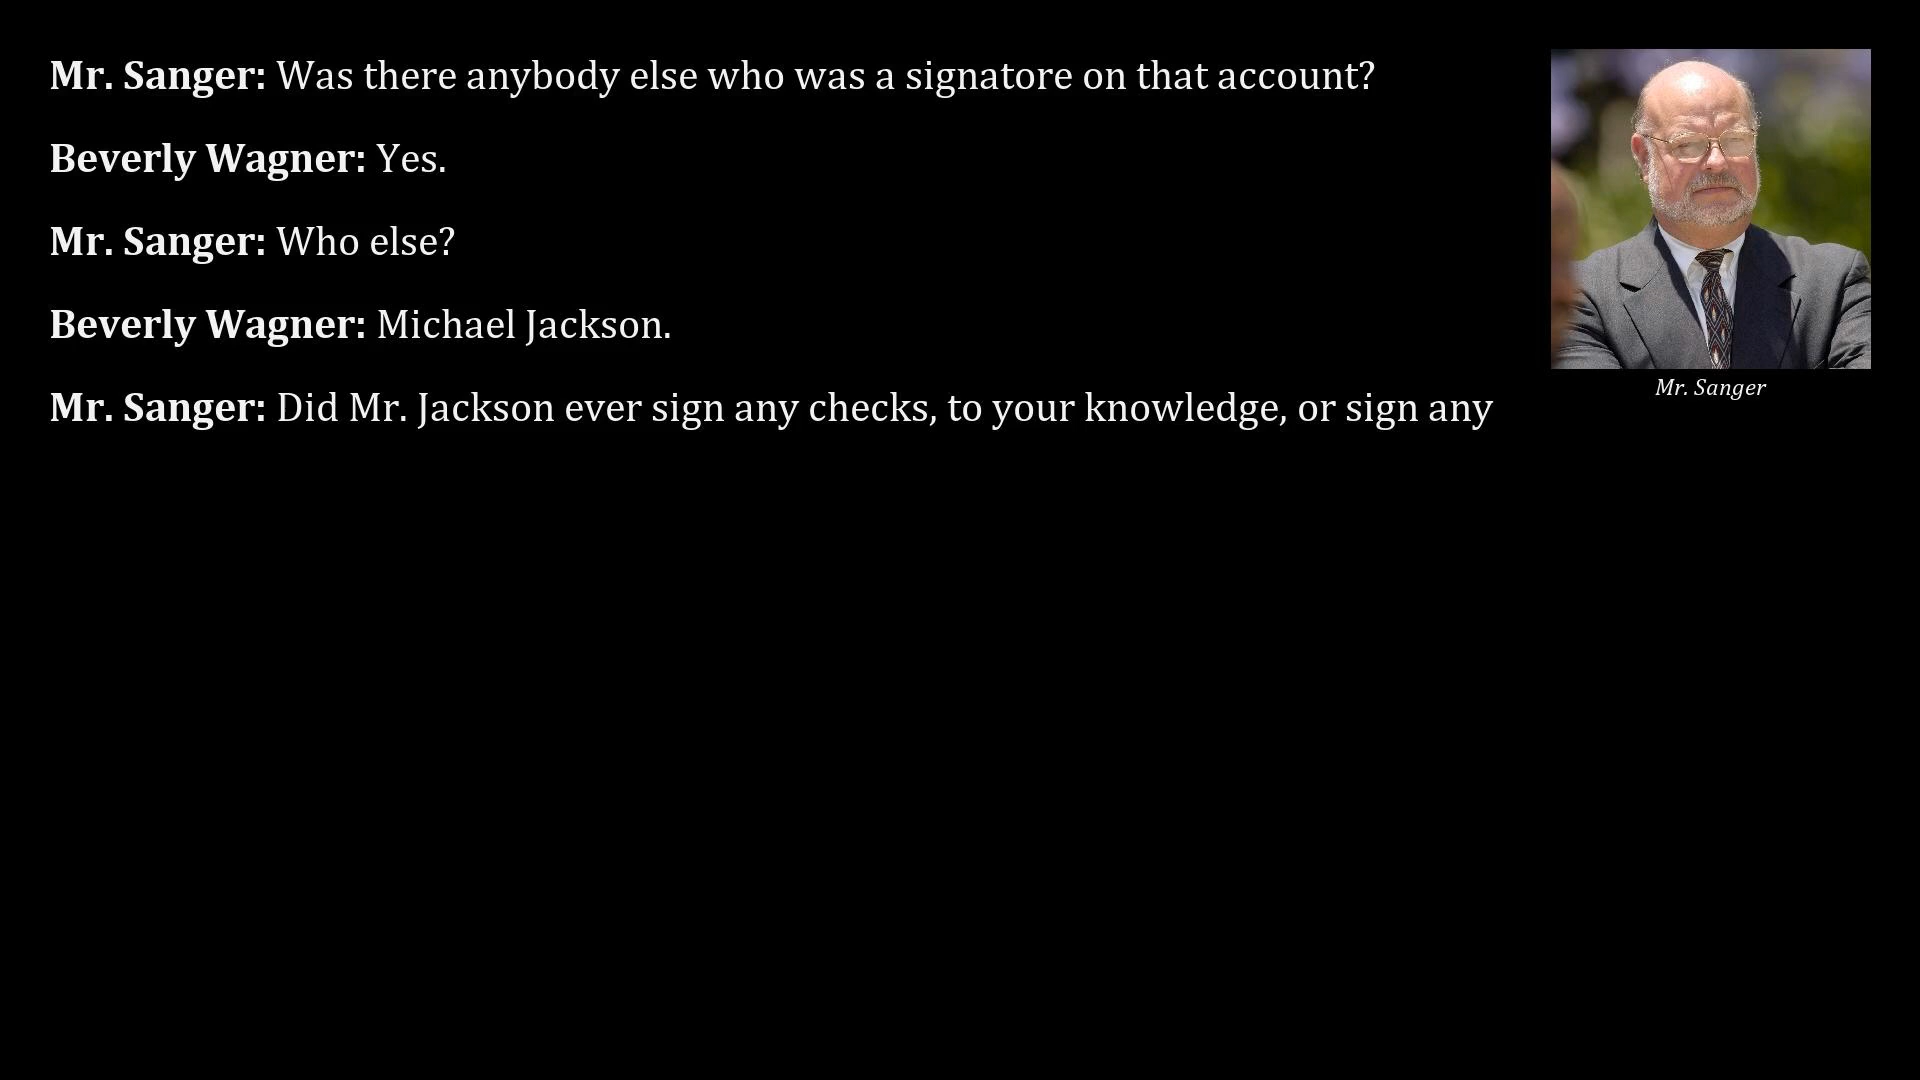 Mr. Sanger: Was there anybody else who was a signatore on that account?
Beverly Wagner: Yes.
Mr. Sanger: Who else?
Beverly Wagner: Michael Jackson.
Mr. Sanger: Did Mr. Jackson ever sign any checks, to your knowledge, or sign any
Mr. Sanger